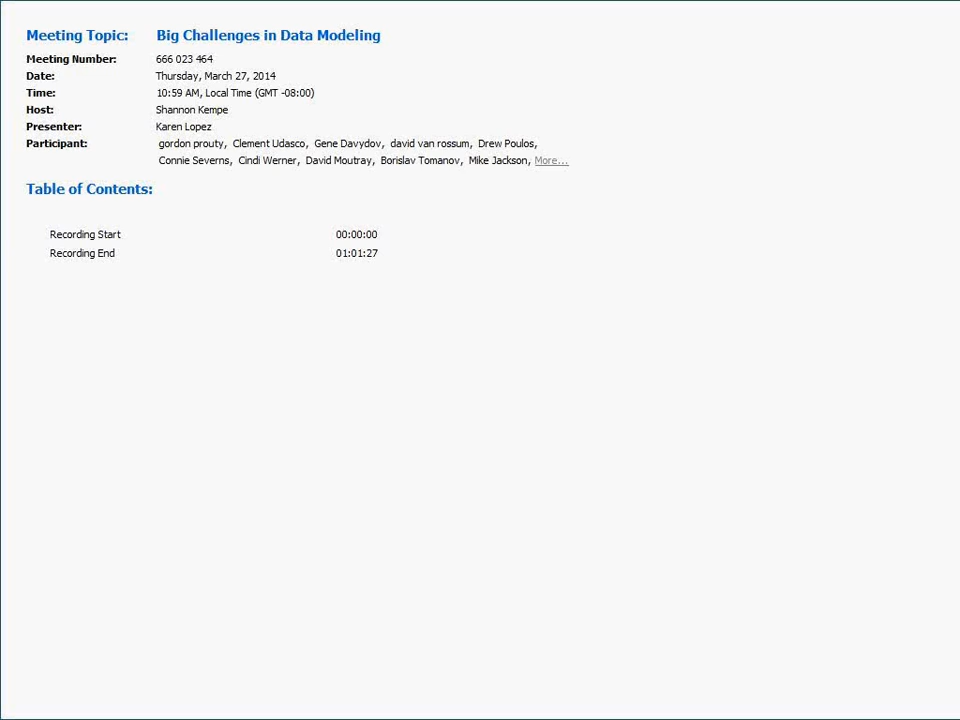 Meeting Topic: Big Challenges in Data Modeling
Meeting Number: 666 023 464
Date: Thursday, March 27, 2014
Time: 10:59 AM, Local Time (GMT -08:00)
Host: Shannon Kempe
Presenter: Karen Lopez
Participant: gordon prouty, Clement Udasco, Gene Davydov, david van rossum, Drew Poulos,
Connie Severns, Cindi Werner, David Moutray, Borislav Tomanov, Mike Jackson, More...
Table of Contents:
Recording Start 00:00:00
Recording End 01:01:27